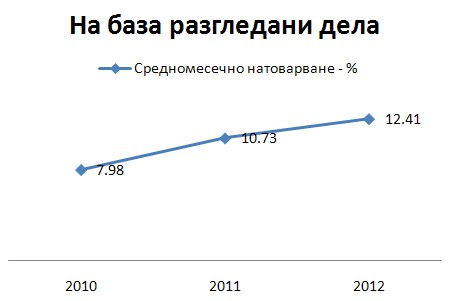 На база разгледани дела
Средномесечно натоварване - %
12.41
10.73
7.98
2010 2011 2012